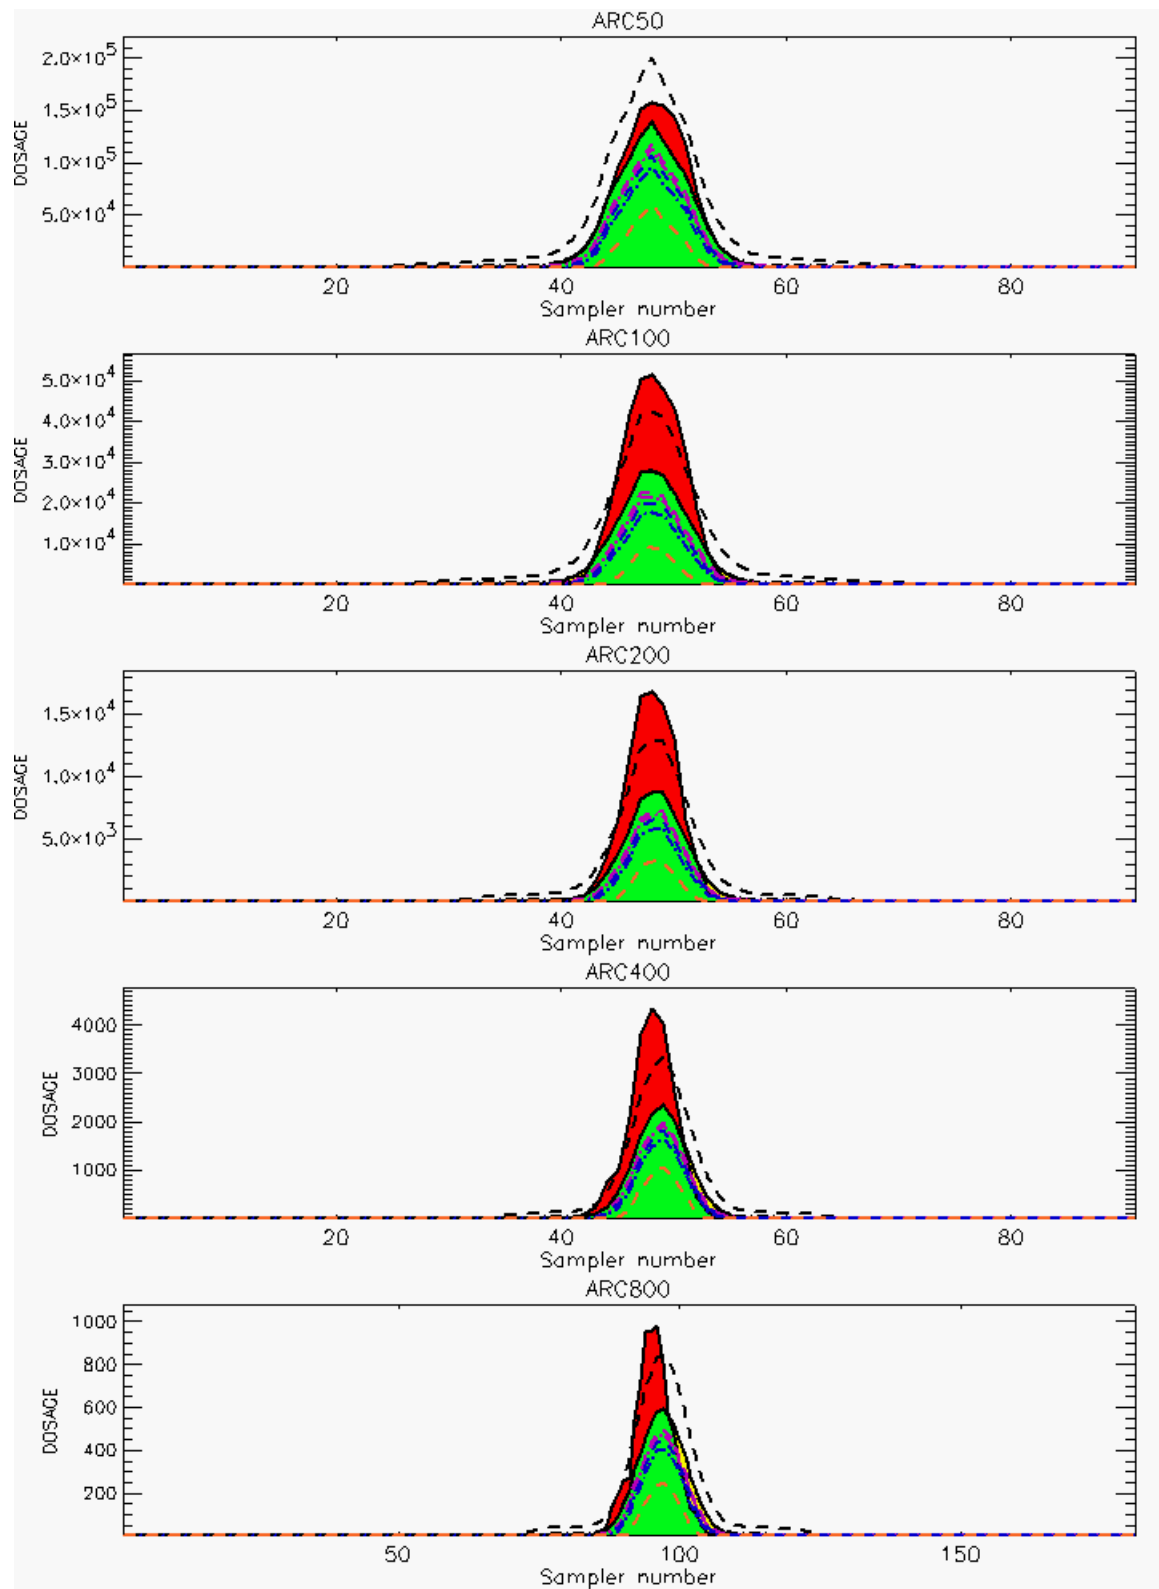 ARC50
2.0×10^5
1.5×10^5
1.0×10^5
5.0×10^4
DOSAGE
20 40 60 80
Sampler number
ARC100
5.0×10^4
4.0×10^4
3.0×10^4
2.0×10^4
1.0×10^4
DOSAGE
20 40 60 80
Sampler number
ARC200
1.5×10^4
1.0×10^4
5.0×10^3
DOSAGE
20 40 60 80
Sampler number
ARC400
4000
3000
2000
1000
DOSAGE
20 40 60 80
Sampler number
ARC800
1000
800
600
400
200
DOSAGE
50 100 150
Sampler number